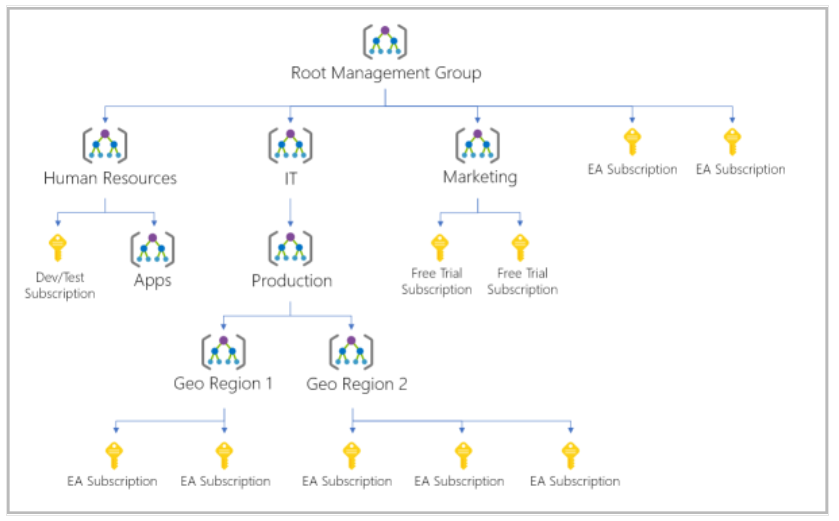 Root Management Group
Human Resources
IT
Marketing
EA Subscription
EA Subscription
Dev/Test
Subscription
Apps
Production
Free Trial
Subscription
Free Trial
Subscription
Geo Region 1
Geo Region 2
EA Subscription
EA Subscription
EA Subscription
EA Subscription
EA Subscription